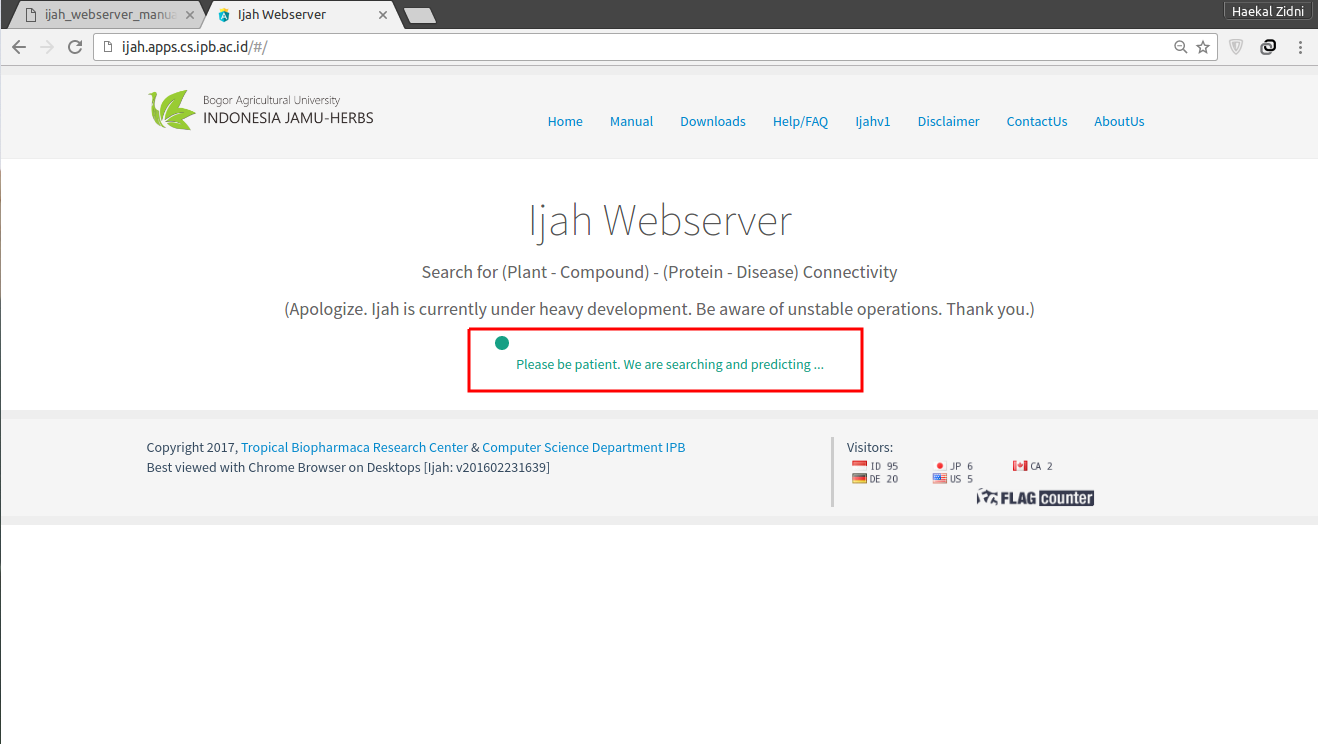 ijah_webserver_manua
Ijah Webserver
Haekal Zidni
ijah.apps.cs.ipb.ac.id/#/
Bogor Agricultural University
INDONESIA JAMU-HERBS
Home Manual Downloads Help/FAQ Ijahv1 Disclaimer ContactUs AboutUs
Ijah Webserver
Search for (Plant - Compound) - (Protein - Disease) Connectivity
(Apologize. Ijah is currently under heavy development. Be aware of unstable operations. Thank you.)
Please be patient. We are searching and predicting ...
Copyright 2017, Tropical Biopharmaca Research Center & Computer Science Department IPB
Best viewed with Chrome Browser on Desktops [Ijah: v201602231639]
Visitors:
ID 95 JP 6 CA 2
DE 20 US 5
FLAG counter